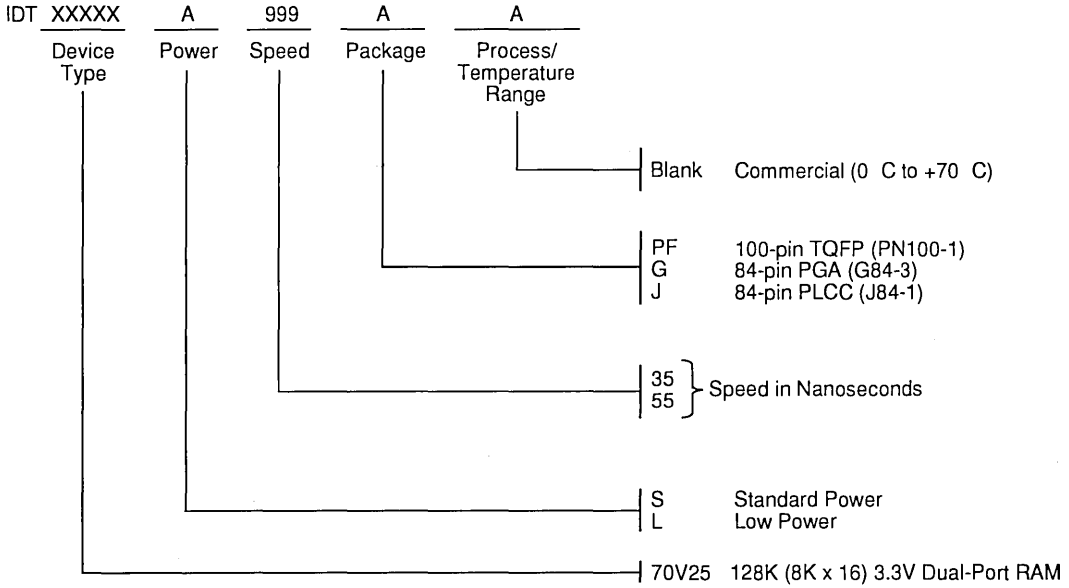 IDT XXXXX A 999 A A
Device Type Power Speed Package Process/ Temperature Range
Blank Commercial (0 C to +70 C)
PF 100-pin TQFP (PN100-1)
G 84-pin PGA (G84-3)
J 84-pin PLCC (J84-1)
35
55 Speed in Nanoseconds
S Standard Power
L Low Power
70V25 128K (8K x 16) 3.3V Dual-Port RAM